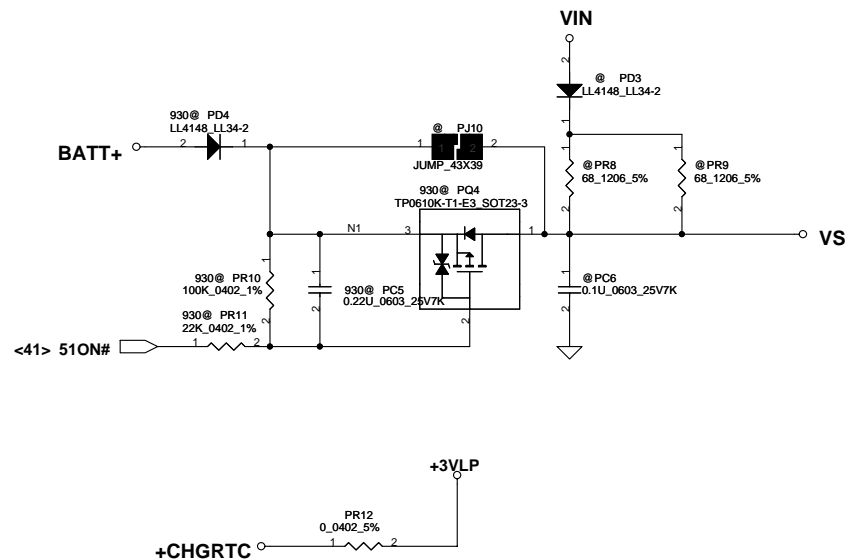 VIN
2
@ PD3
LL4148_LL34-2
1
930@ PD4
LL4148_LL34-2
BATT+
2
1
@ PJ10
1
1
2
2
JUMP_43X39
1
@PR8
68_1206_5%
2
1
@PR9
68_1206_5%
2
930@ PQ4
TP0610K-T1-E3_SOT23-3
N1
3
1
2
VS
930@ PR10
100K_0402_1%
1
2
1
930@ PC5
0.22U_0603_25V7K
2
1
@PC6
0.1U_0603_25V7K
2
930@ PR11
22K_0402_1%
<41> 51ON#
1
2
+3VLP
PR12
0_0402_5%
+CHGRTC
1
2